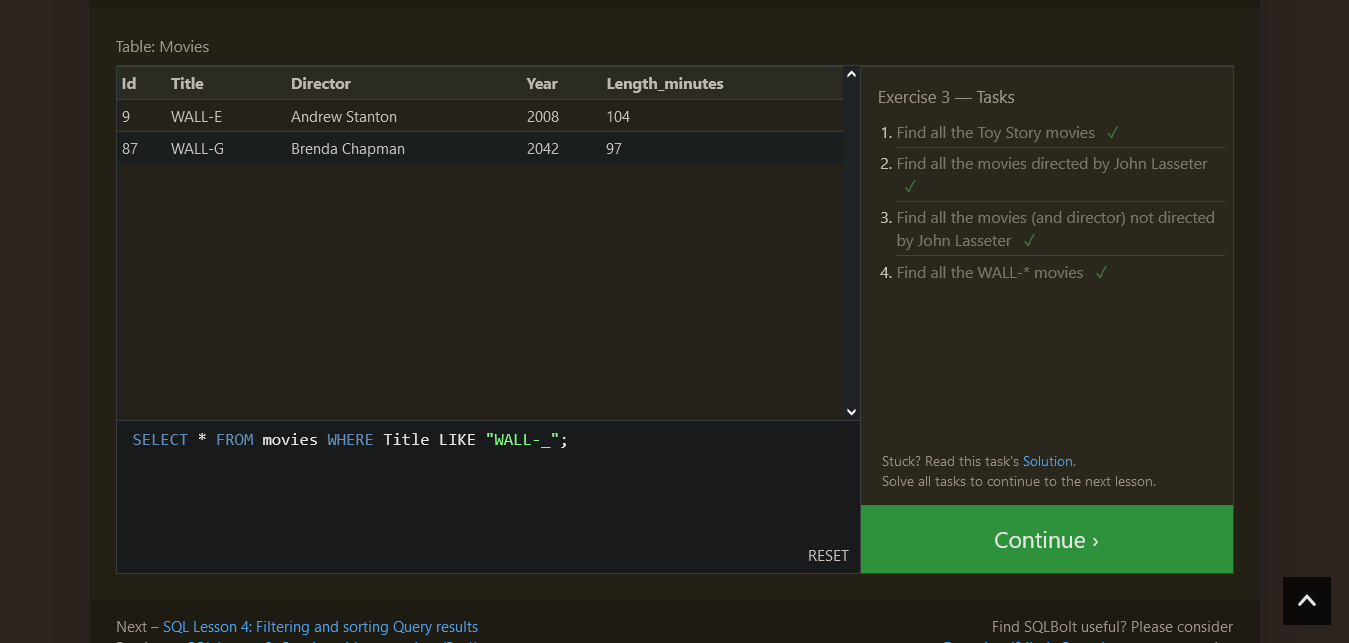 Table: Movies
Id Title Director Year Length_minutes
9 WALL-E Andrew Stanton 2008 104
87 WALL-G Brenda Chapman 2042 97
SELECT * FROM movies WHERE Title LIKE "WALL-_";
RESET
Exercise 3 — Tasks
1. Find all the Toy Story movies ✓
2. Find all the movies directed by John Lasseter
✓
3. Find all the movies (and director) not directed
by John Lasseter ✓
4. Find all the WALL-* movies ✓
Stuck? Read this task's Solution.
Solve all tasks to continue to the next lesson.
Continue ›
Next – SQL Lesson 4: Filtering and sorting Query results
Find SQLBolt useful? Please consider